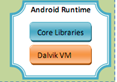 Android Runtime
Core Libraries
Dalvik VM